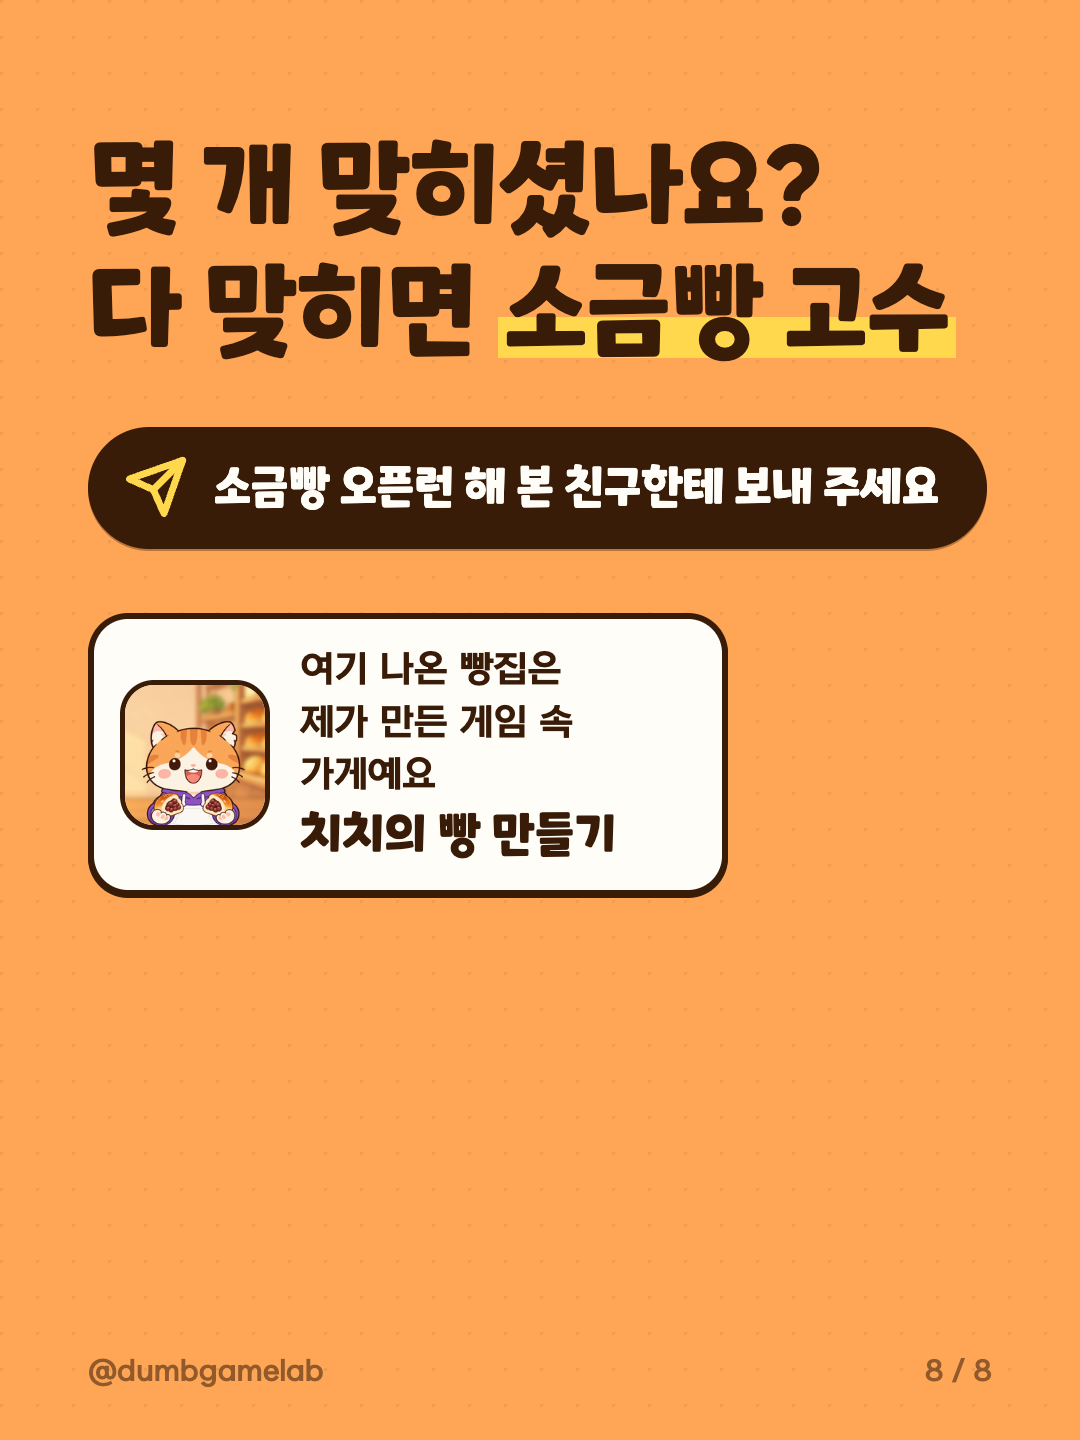 몇 개 맞히셨나요?
다 맞히면 소금빵 고수
소금빵 오픈런 해 본 친구한테 보내 주세요
여기 나온 빵집은
제가 만든 게임 속
가게예요
치치의 빵 만들기
@dumbgamelab
8 / 8